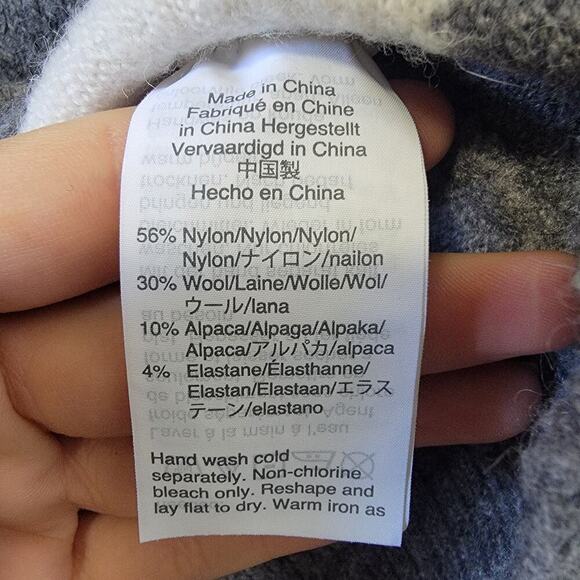 Made in China
Fabriqué en Chine
in China Hergestellt
Vervaardigd in China
中国製
Hecho en China
56% Nylon/Nylon/Nylon/
Nylon/ナイロン/nailon
30% Wool/Laine/Wolle/Wol/
ウール/lana
10% Alpaca/Alpaga/Alpaka/
Alpaca/アルパカ/alpaca
4% Elastane/Élasthanne/
Elastan/Elastaan/エラス
テーン/elastano
Hand wash cold
separately. Non-chlorine
bleach only. Reshape and
lay flat to dry. Warm iron as